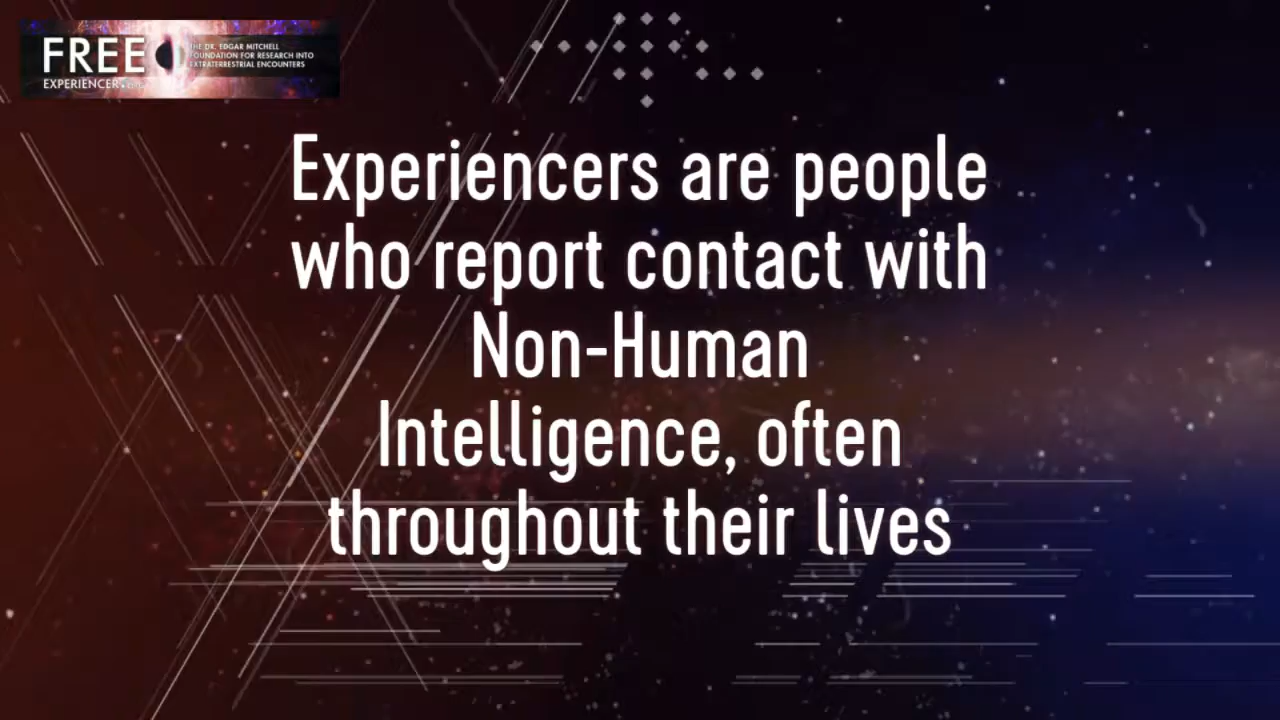 FREE
THE DR. EDGAR MITCHELL
FOUNDATION FOR RESEARCH INTO
EXTRATERRESTRIAL ENCOUNTERS
EXPERIENCER
Experiencers are people
who report contact with
Non-Human
Intelligence, often
throughout their lives